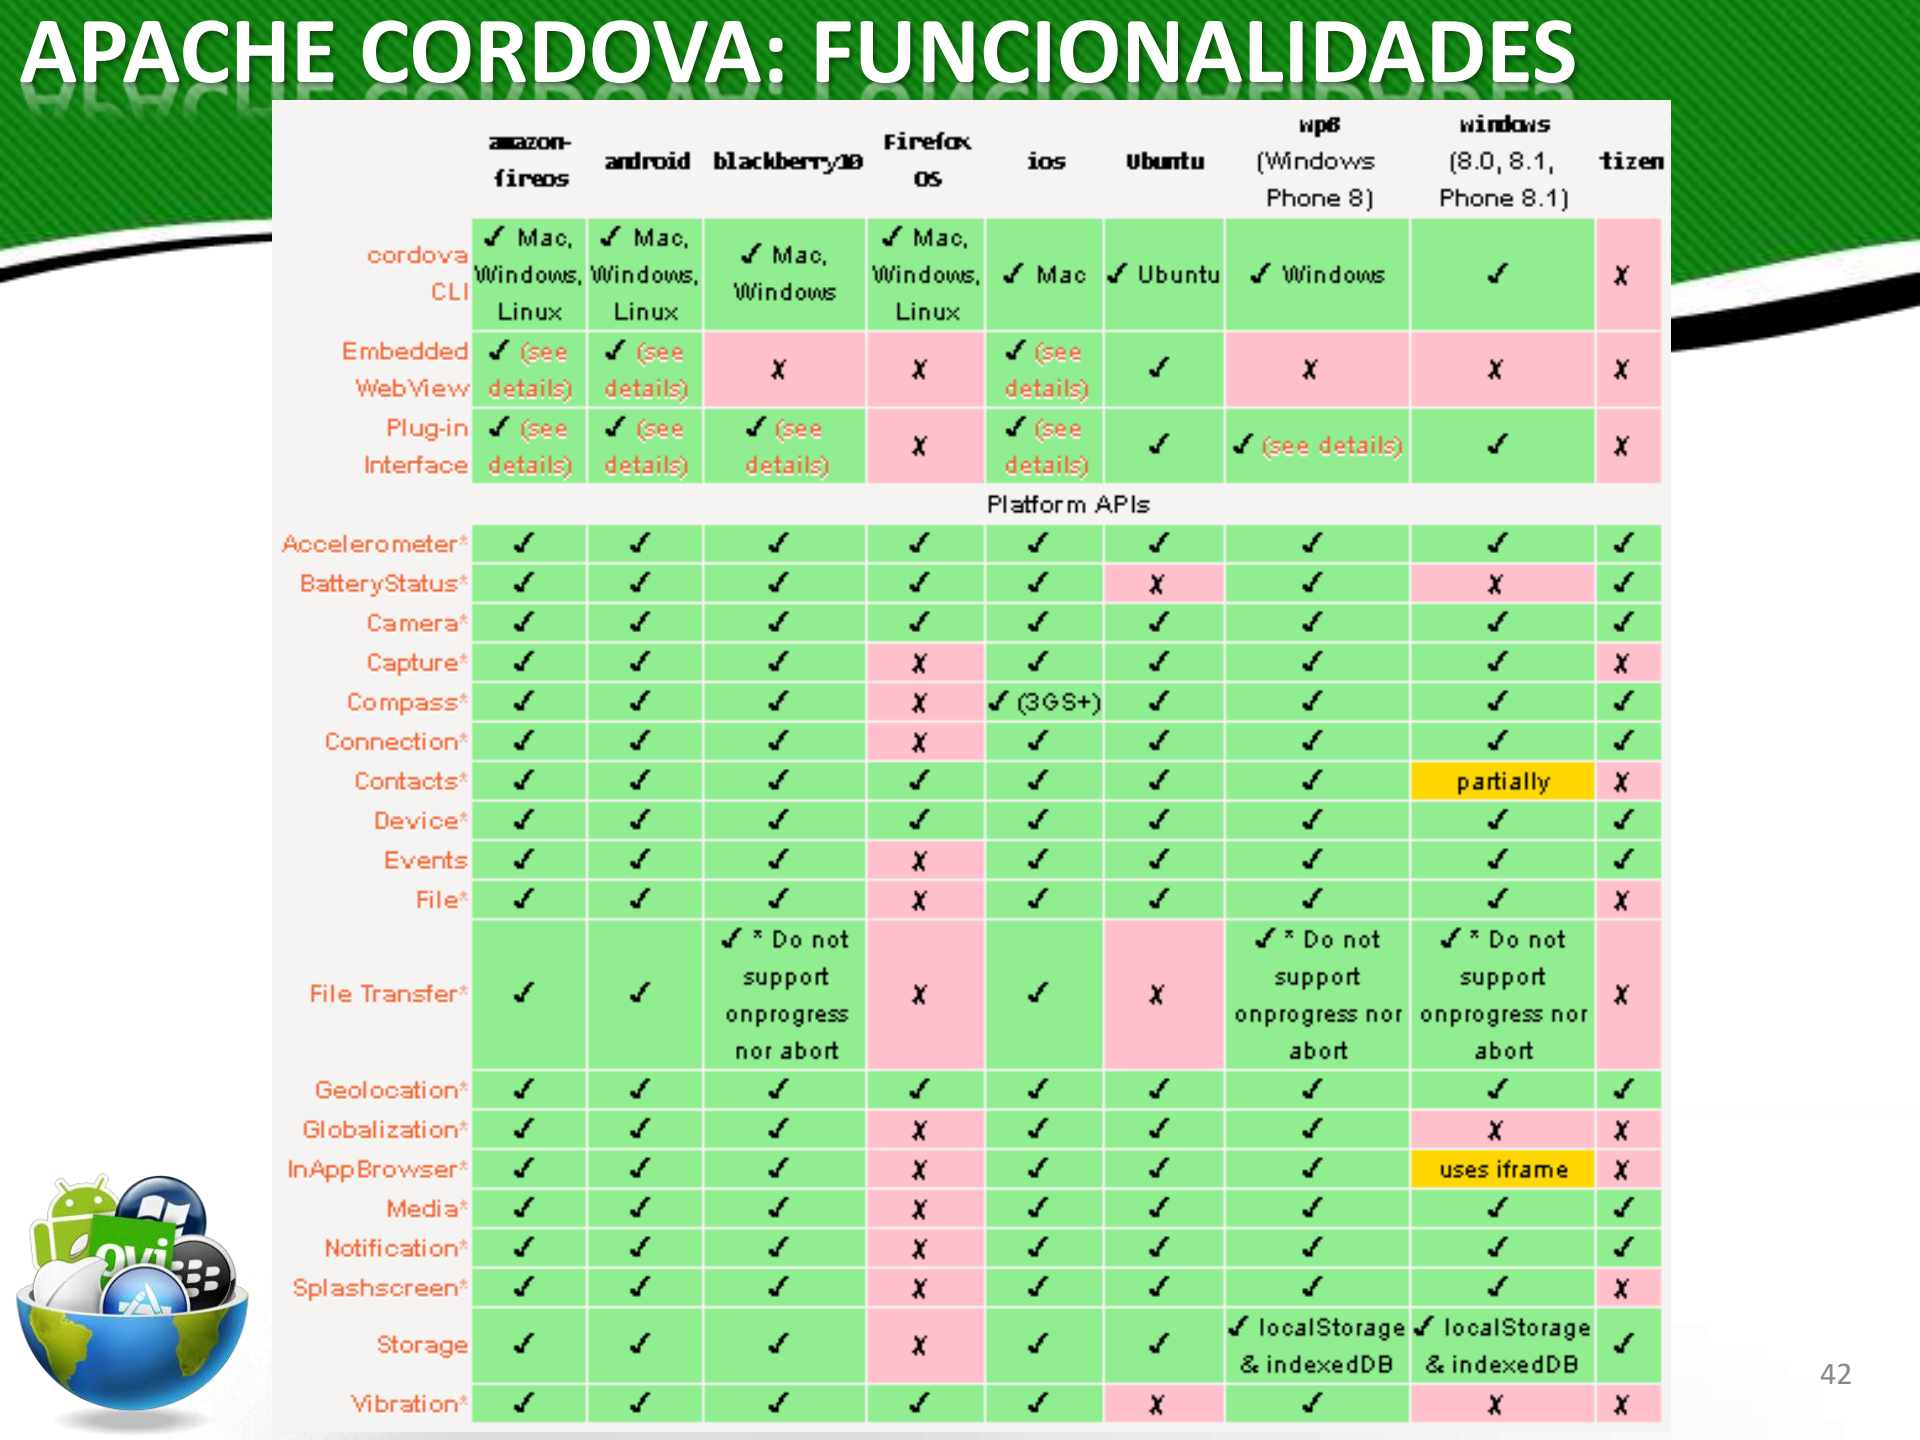 APACHE CORDOVA: FUNCIONALIDADES
amazon-fireos android blackberry10 Firefox OS ios Ubuntu wp8 (Windows Phone 8) windows (8.0, 8.1, Phone 8.1) tizen
cordova CLI ✓ Mac, Windows, Linux ✓ Mac, Windows, Linux ✓ Mac, Windows ✓ Mac, Windows, Linux ✓ Mac ✓ Ubuntu ✓ Windows ✓ X
Embedded WebView ✓ (see details) ✓ (see details) X X ✓ (see details) ✓ X X X
Plug-in Interface ✓ (see details) ✓ (see details) ✓ (see details) X ✓ (see details) ✓ ✓ (see details) ✓ X
Platform APIs
Accelerometer* ✓ ✓ ✓ ✓ ✓ ✓ ✓ ✓ ✓
BatteryStatus* ✓ ✓ ✓ ✓ ✓ X ✓ X ✓
Camera* ✓ ✓ ✓ ✓ ✓ ✓ ✓ ✓ ✓
Capture* ✓ ✓ ✓ X ✓ ✓ ✓ ✓ X
Compass* ✓ ✓ ✓ X ✓ (3GS+) ✓ ✓ ✓ ✓
Connection* ✓ ✓ ✓ X ✓ ✓ ✓ ✓ ✓
Contacts* ✓ ✓ ✓ ✓ ✓ ✓ ✓ partially X
Device* ✓ ✓ ✓ ✓ ✓ ✓ ✓ ✓ ✓
Events ✓ ✓ ✓ X ✓ ✓ ✓ ✓ ✓
File* ✓ ✓ ✓ X ✓ ✓ ✓ ✓ X
File Transfer* ✓ ✓ ✓ * Do not support onprogress nor abort X ✓ X ✓ * Do not support onprogress nor abort ✓ * Do not support onprogress nor abort X
Geolocation* ✓ ✓ ✓ ✓ ✓ ✓ ✓ ✓ ✓
Globalization* ✓ ✓ ✓ X ✓ ✓ ✓ X X
InAppBrowser* ✓ ✓ ✓ X ✓ ✓ ✓ uses iframe X
Media* ✓ ✓ ✓ X ✓ ✓ ✓ ✓ ✓
Notification* ✓ ✓ ✓ X ✓ ✓ ✓ ✓ ✓
Splashscreen* ✓ ✓ ✓ X ✓ ✓ ✓ ✓ X
Storage ✓ ✓ ✓ X ✓ ✓ ✓ localStorage & indexedDB ✓ localStorage & indexedDB ✓
Vibration* ✓ ✓ ✓ ✓ ✓ X ✓ X X
ovi
42